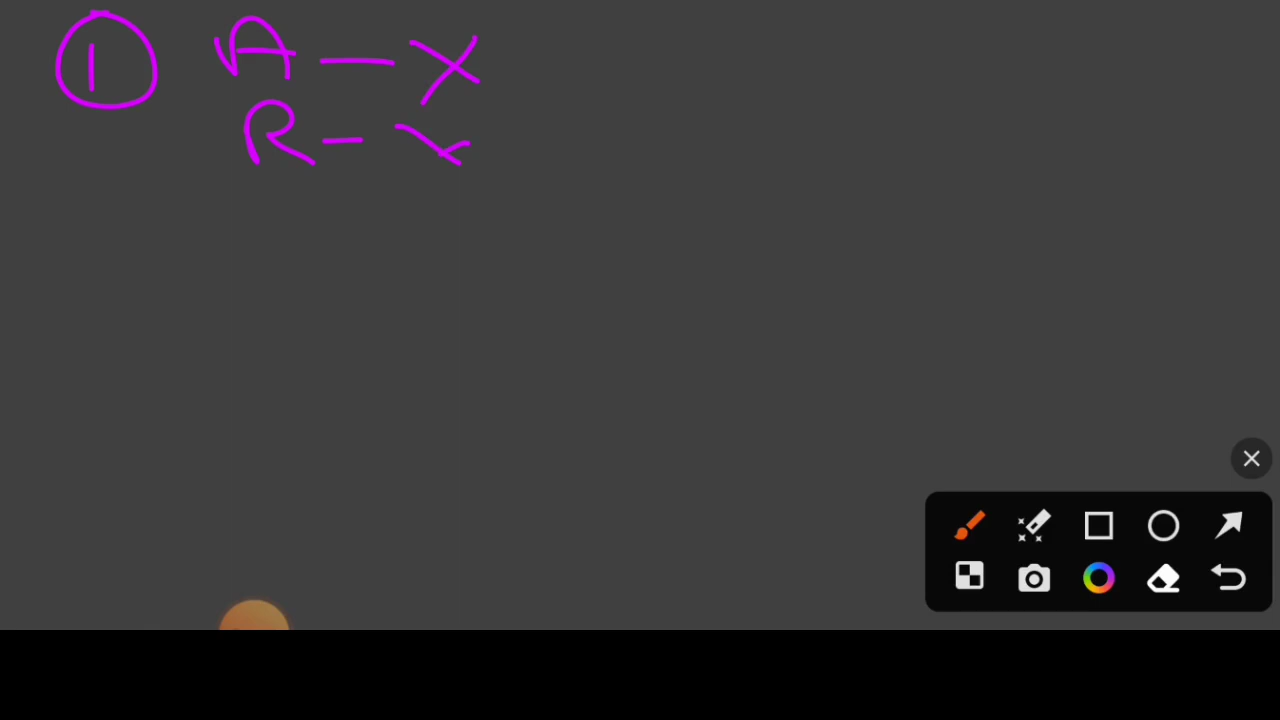 ① A — X
R — x